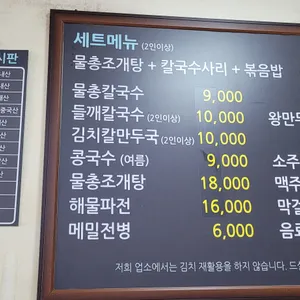 세트메뉴 (2인이상)
물총조개탕 + 칼국수사리 + 볶음밥
물총칼국수 9,000
들깨칼국수 (2인이상) 10,000 왕만두
김치칼만두국 (2인이상) 10,000
콩국수 (여름) 9,000 소주
물총조개탕 18,000 맥주
해물파전 16,000 막걸
메밀전병 6,000 음료
저희 업소에서는 김치 재활용을 하지 않습니다. 드실